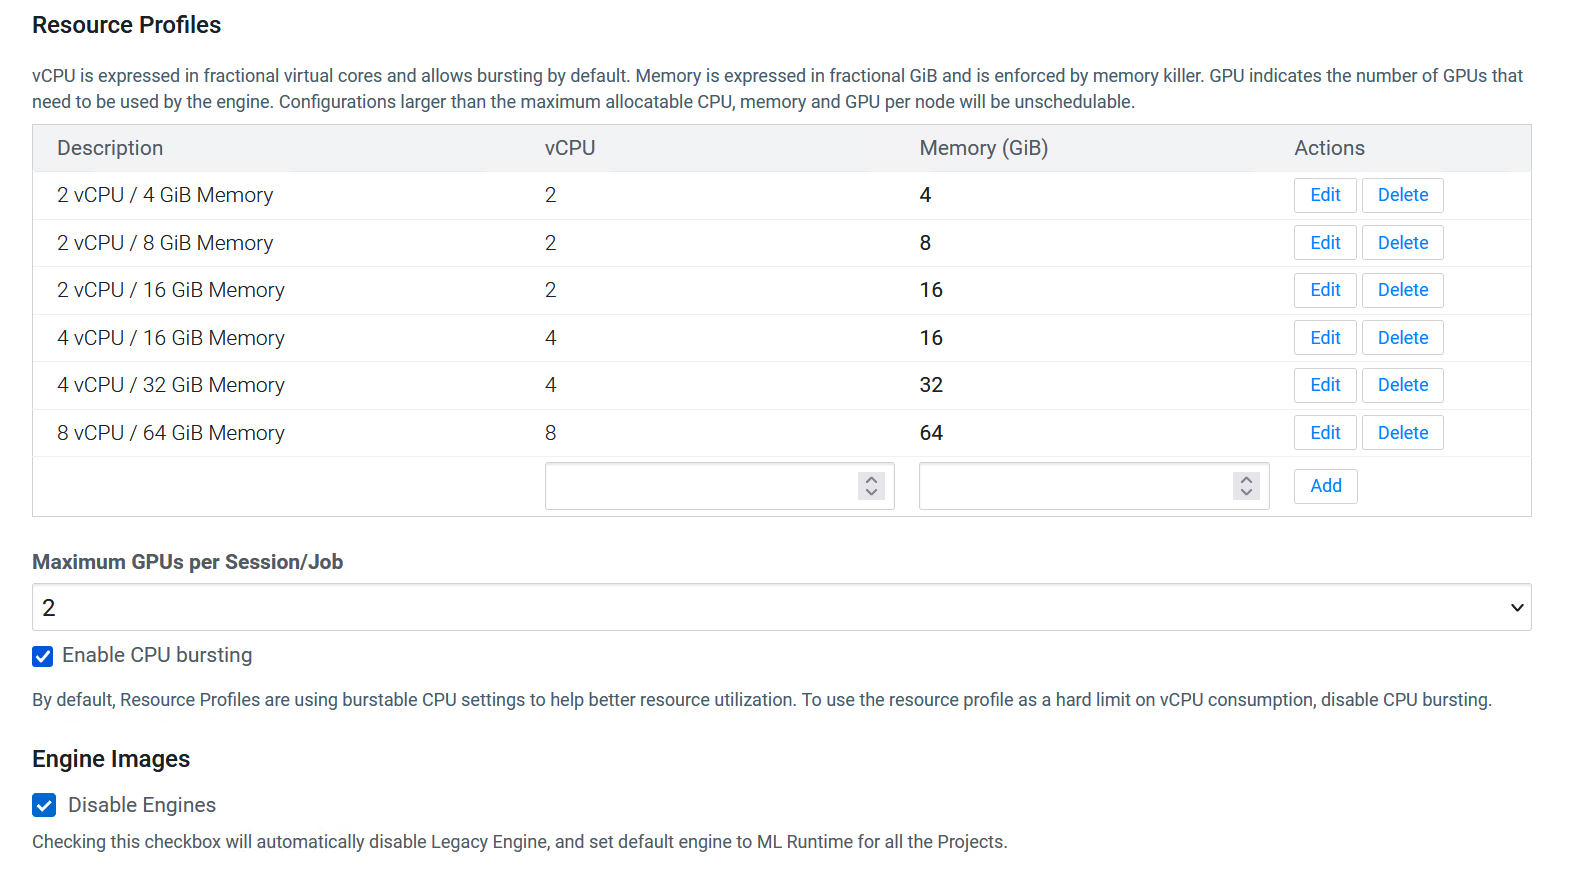 Resource Profiles
vCPU is expressed in fractional virtual cores and allows bursting by default. Memory is expressed in fractional GiB and is enforced by memory killer. GPU indicates the number of GPUs that
need to be used by the engine. Configurations larger than the maximum allocatable CPU, memory and GPU per node will be unschedulable.
Description vCPU Memory (GiB) Actions
2 vCPU / 4 GiB Memory 2 4 Edit Delete
2 vCPU / 8 GiB Memory 2 8 Edit Delete
2 vCPU / 16 GiB Memory 2 16 Edit Delete
4 vCPU / 16 GiB Memory 4 16 Edit Delete
4 vCPU / 32 GiB Memory 4 32 Edit Delete
8 vCPU / 64 GiB Memory 8 64 Edit Delete
Add
Maximum GPUs per Session/Job
2
Enable CPU bursting
By default, Resource Profiles are using burstable CPU settings to help better resource utilization. To use the resource profile as a hard limit on vCPU consumption, disable CPU bursting.
Engine Images
Disable Engines
Checking this checkbox will automatically disable Legacy Engine, and set default engine to ML Runtime for all the Projects.